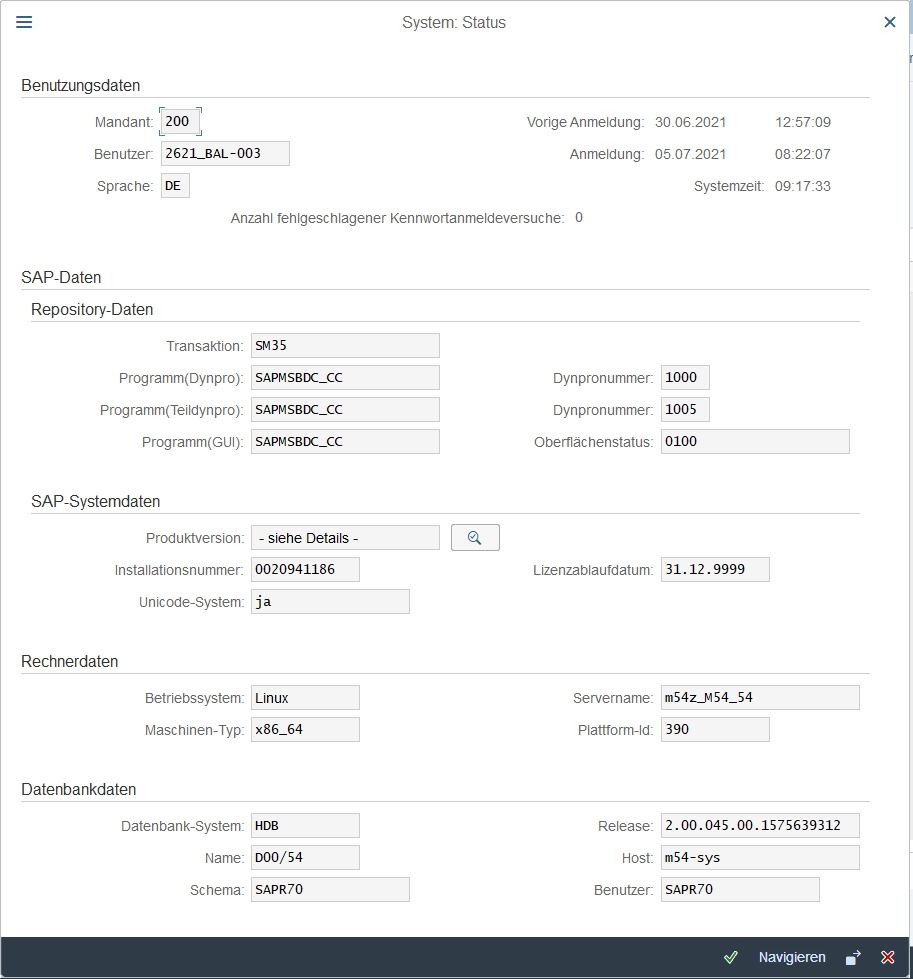 System: Status
Benutzungsdaten
Mandant: 200 Vorige Anmeldung: 30.06.2021 12:57:09
Benutzer: 2621_BAL-003 Anmeldung: 05.07.2021 08:22:07
Sprache: DE Systemzeit: 09:17:33
Anzahl fehlgeschlagener Kennwortanmeldeversuche: 0
SAP-Daten
Repository-Daten
Transaktion: SM35
Programm(Dynpro): SAPMSBDC_CC Dynpronummer: 1000
Programm(Teildynpro): SAPMSBDC_CC Dynpronummer: 1005
Programm(GUI): SAPMSBDC_CC Oberflächenstatus: 0100
SAP-Systemdaten
Produktversion: - siehe Details -
Installationsnummer: 0020941186 Lizenzablaufdatum: 31.12.9999
Unicode-System: ja
Rechnerdaten
Betriebssystem: Linux Servername: m54z_M54_54
Maschinen-Typ: x86_64 Plattform-Id: 390
Datenbankdaten
Datenbank-System: HDB Release: 2.00.045.00.1575639312
Name: D00/54 Host: m54-sys
Schema: SAPR70 Benutzer: SAPR70
Navigieren